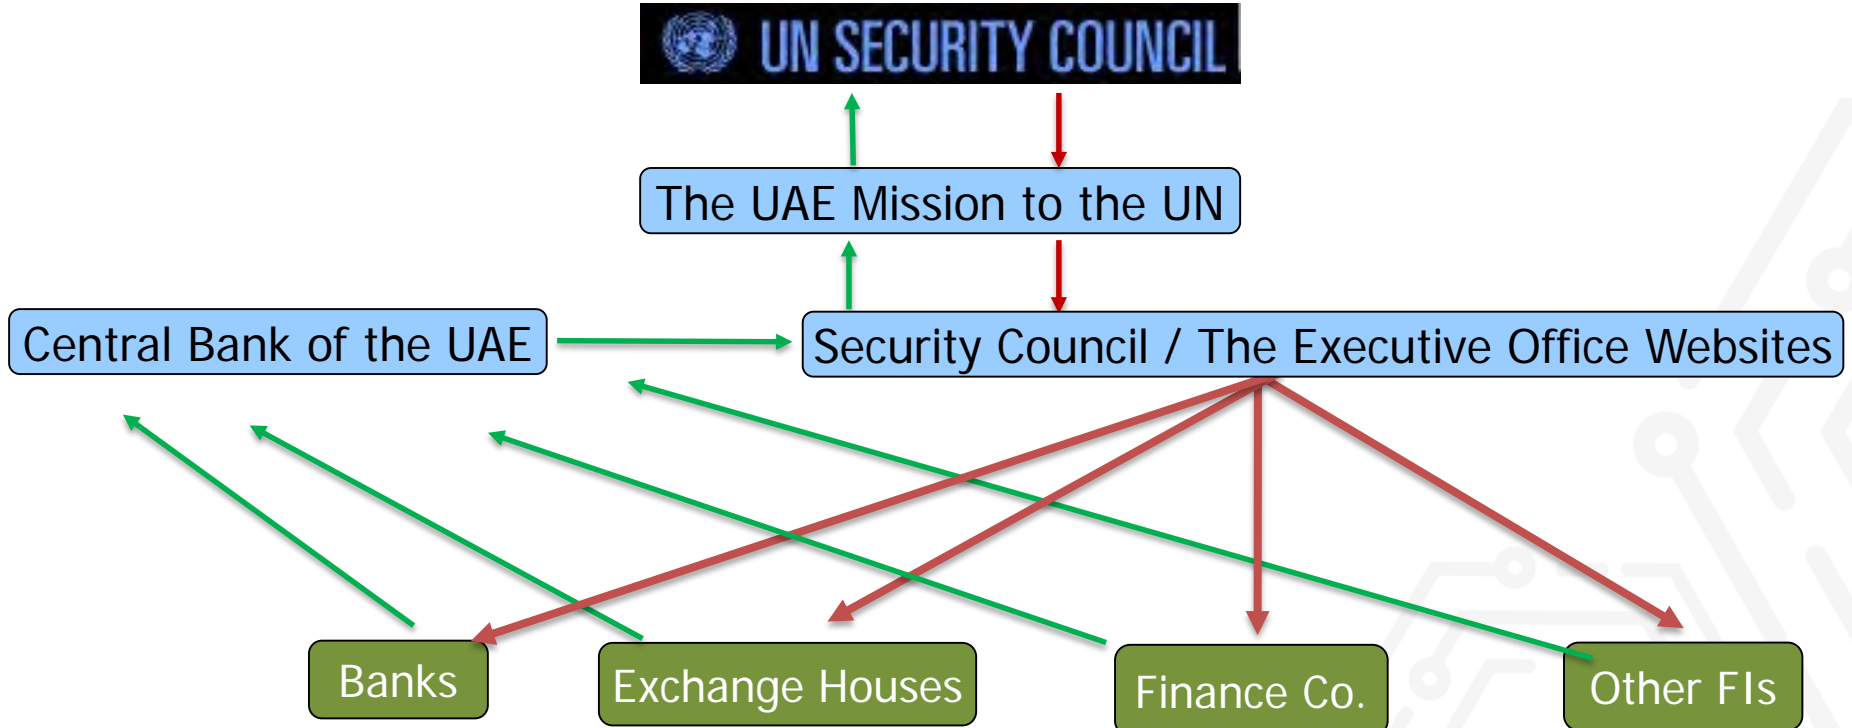 UN SECURITY COUNCIL
The UAE Mission to the UN
Central Bank of the UAE
Security Council / The Executive Office Websites
Banks
Exchange Houses
Finance Co.
Other FIs